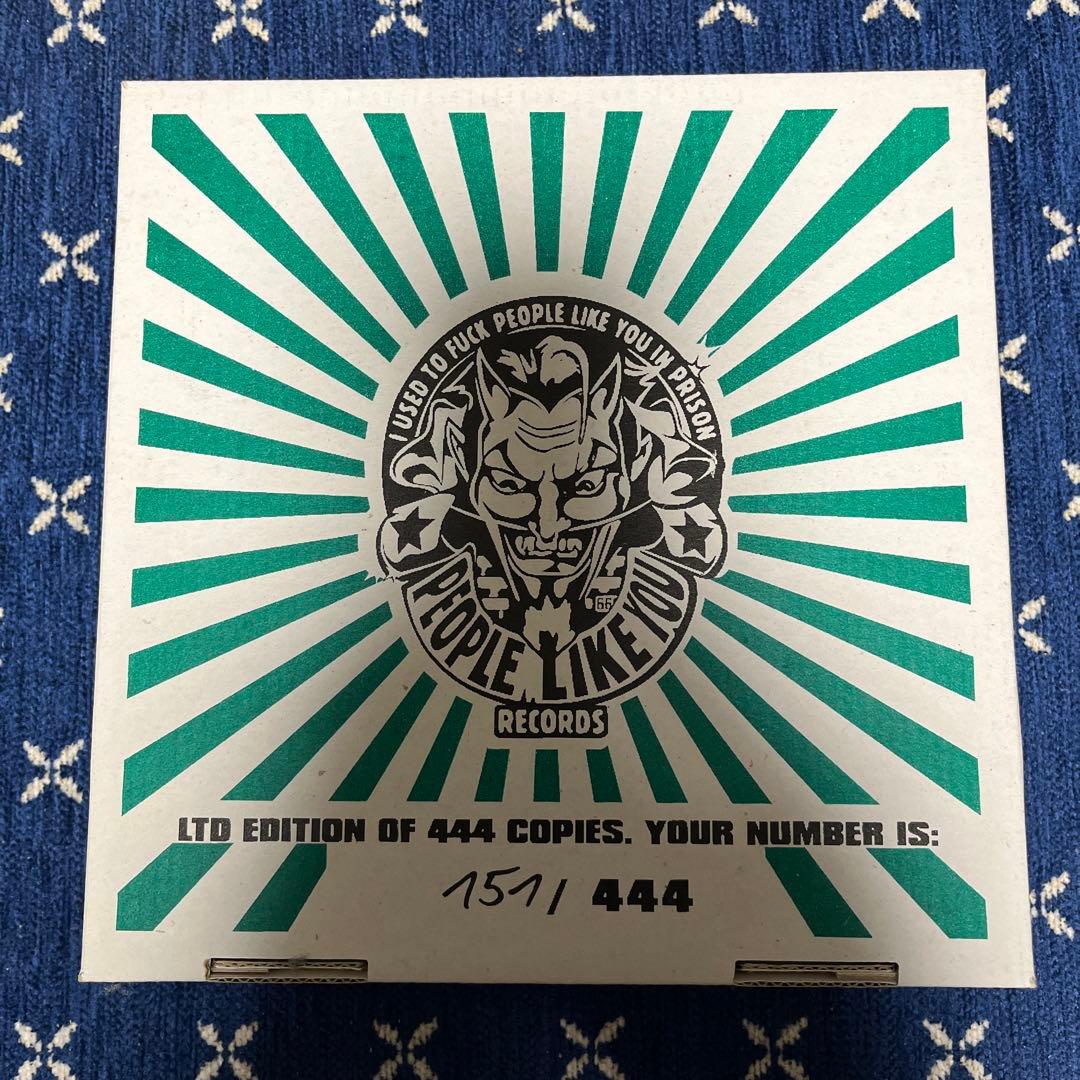 I USED TO FUCK PEOPLE LIKE YOU IN PRISON
666
PEOPLE LIKE YOU
RECORDS
LTD EDITION OF 444 COPIES. YOUR NUMBER IS:
151/ 444